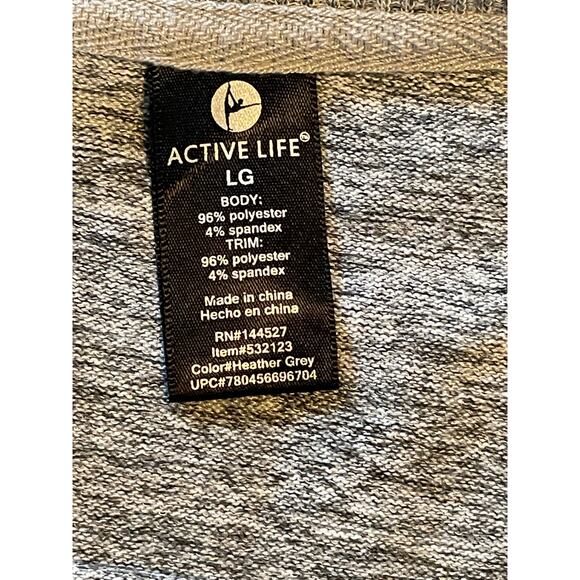 ACTIVE LIFE™
LG
BODY:
96% polyester
4% spandex
TRIM:
96% polyester
4% spandex
Made in china
Hecho en china
RN#144527
Item#532123
Color#Heather Grey
UPC#780456696704